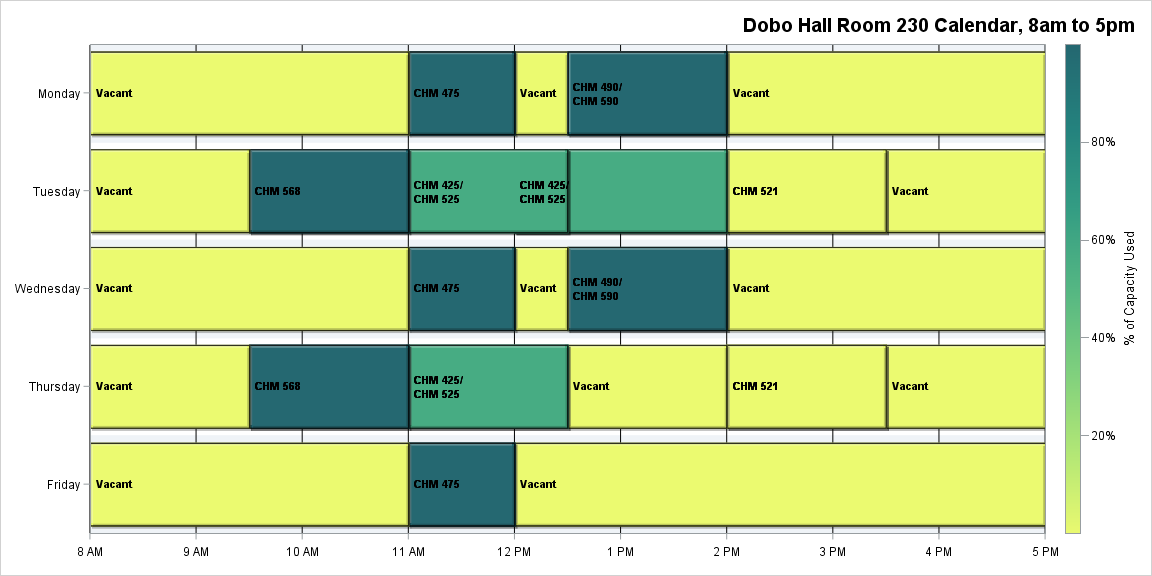 Dobo Hall Room 230 Calendar, 8am to 5pm
Monday
Vacant
CHM 475
Vacant
CHM 490/
CHM 590
Vacant
Tuesday
Vacant
CHM 568
CHM 425/
CHM 525
CHM 425/
CHM 525
CHM 521
Vacant
Wednesday
Vacant
CHM 475
Vacant
CHM 490/
CHM 590
Vacant
Thursday
Vacant
CHM 568
CHM 425/
CHM 525
Vacant
CHM 521
Vacant
Friday
Vacant
CHM 475
Vacant
8 AM
9 AM
10 AM
11 AM
12 PM
1 PM
2 PM
3 PM
4 PM
5 PM
80%
60%
40%
20%
% of Capacity Used